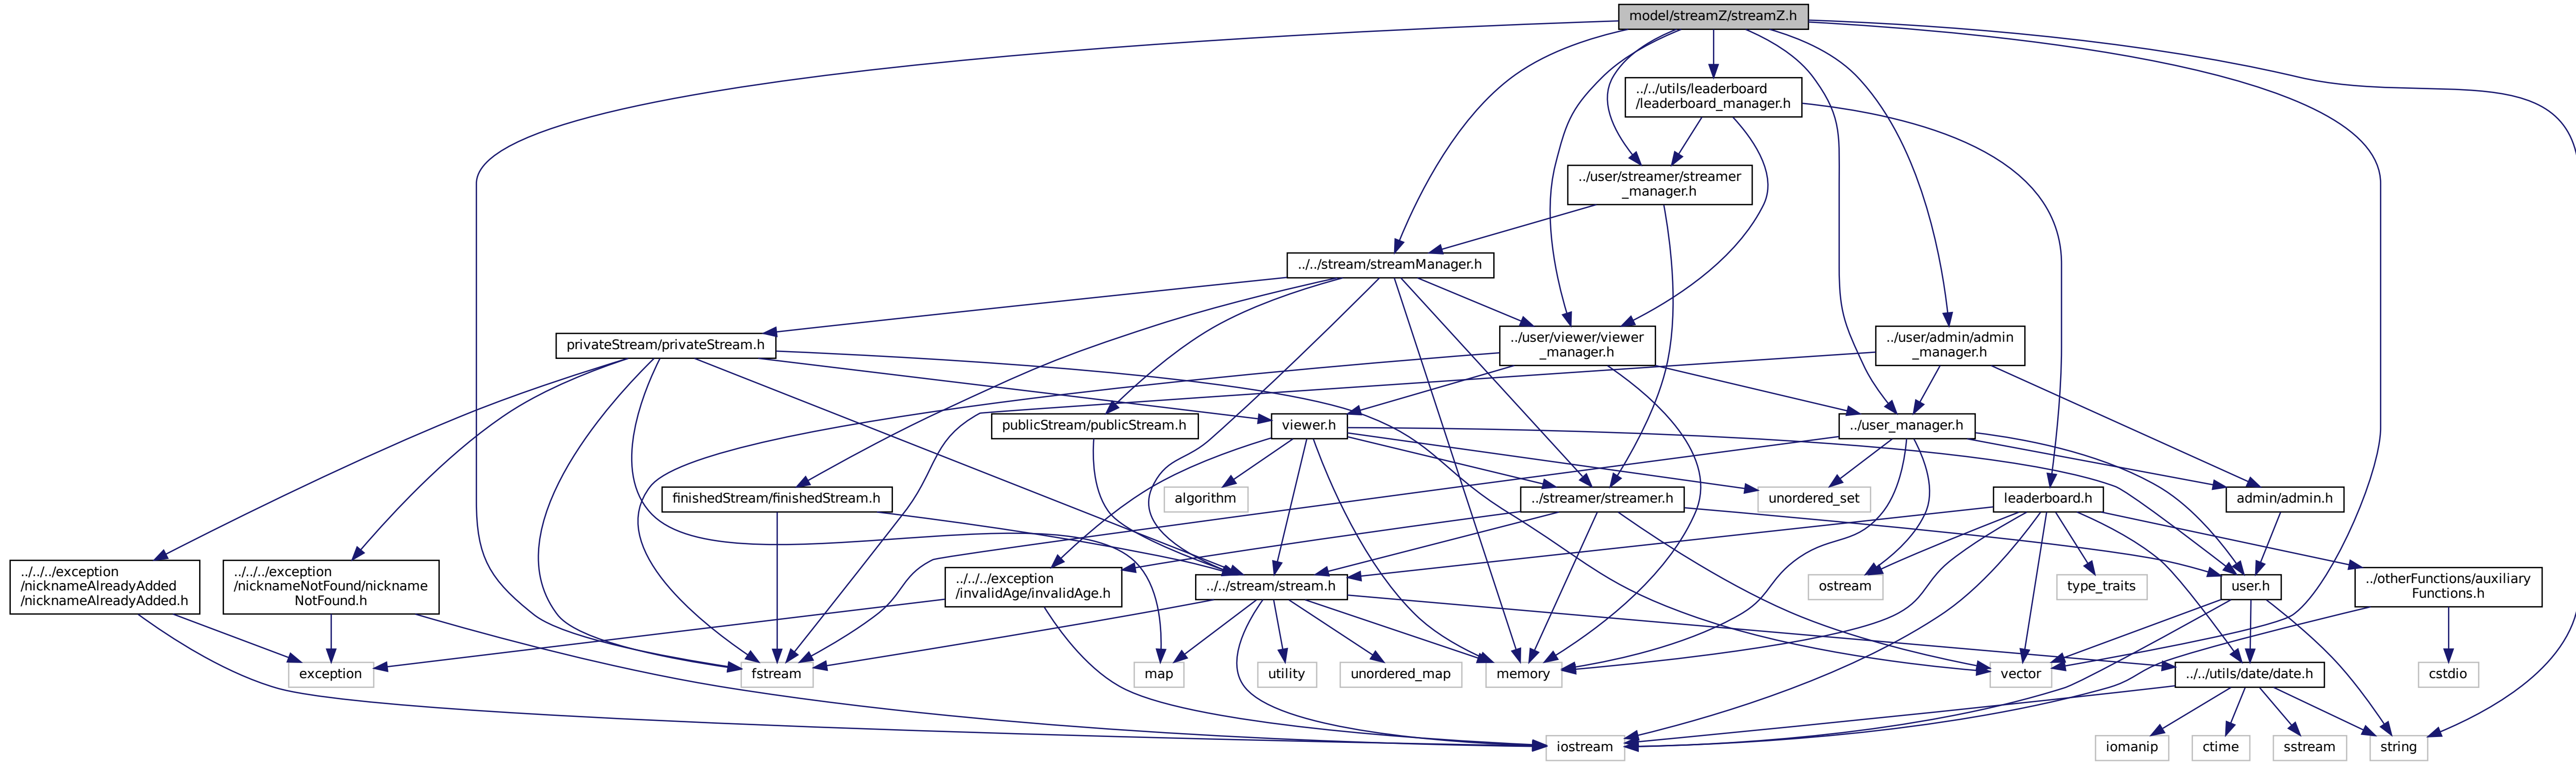 model/streamZ/streamZ.h
../../utils/leaderboard
/leaderboard_manager.h
../user/streamer/streamer
_manager.h
../../stream/streamManager.h
privateStream/privateStream.h
../user/viewer/viewer
_manager.h
../user/admin/admin
_manager.h
publicStream/publicStream.h
viewer.h
../user_manager.h
finishedStream/finishedStream.h
algorithm
../streamer/streamer.h
unordered_set
leaderboard.h
admin/admin.h
../../../exception
/nicknameAlreadyAdded
/nicknameAlreadyAdded.h
../../../exception
/nicknameNotFound/nickname
NotFound.h
../../../exception
/invalidAge/invalidAge.h
../../stream/stream.h
ostream
type_traits
user.h
../otherFunctions/auxiliary
Functions.h
exception
fstream
map
utility
unordered_map
memory
vector
../../utils/date/date.h
cstdio
iostream
iomanip
ctime
sstream
string